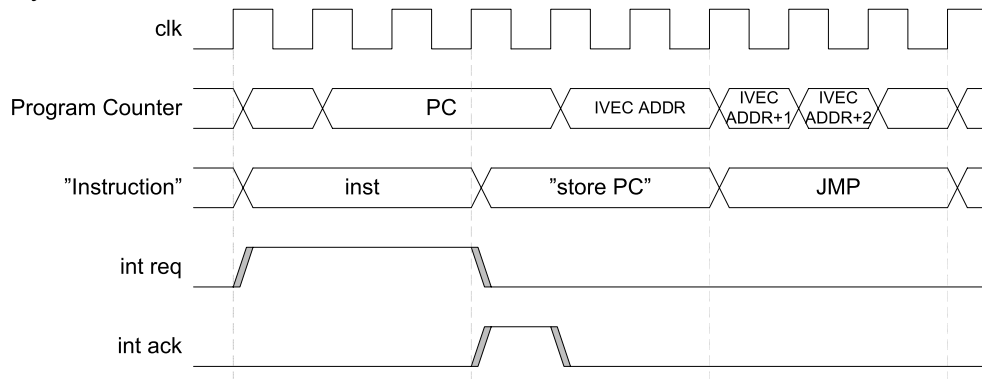 clk
Program Counter
PC
IVEC ADDR
IVEC
ADDR+1
IVEC
ADDR+2
”Instruction”
inst
”store PC”
JMP
int req
int ack